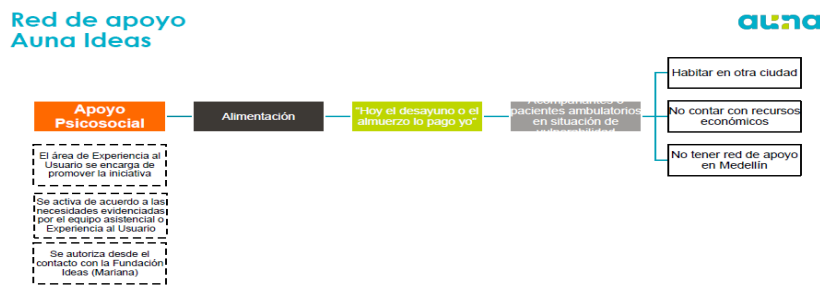 Red de apoyo
Auna Ideas
auna
Apoyo
Psicosocial
El área de Experiencia al
Usuario se encarga de
promover la iniciativa
Se activa de acuerdo a las
necesidades evidenciadas
por el equipo asistencial o
Experiencia al Usuario
Se autoriza desde el
contacto con la Fundación
Ideas (Mariana)
Alimentación
"Hoy el desayuno o el
almuerzo lo pago yo"
Acompañantes o
pacientes ambulatorios
en situación de
vulnerabilidad
Habitar en otra ciudad
No contar con recursos
económicos
No tener red de apoyo
en Medellín